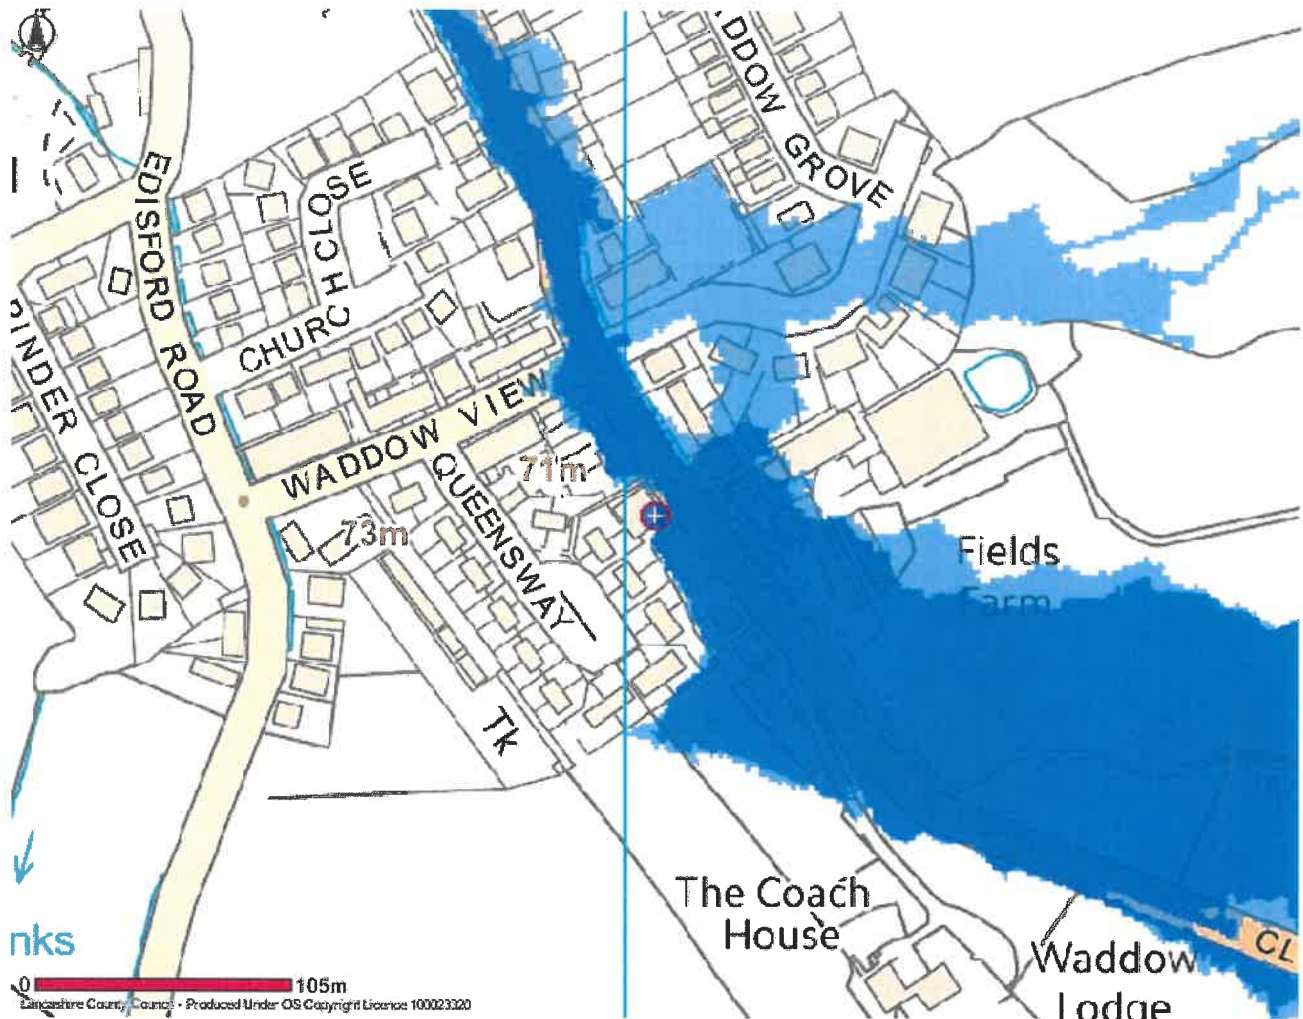 WADDOW GROVE
EDISFORD ROAD
CHURCH CLOSE
PINDER CLOSE
WADDOW VIEW
QUEENSWAY
71m
73m
Fields
Farm
Tk
The Coach
House
Waddow
Lodge
CL
nks
0 105m
Lancashire County Council - Produced Under OS Copyright Licence 100023320